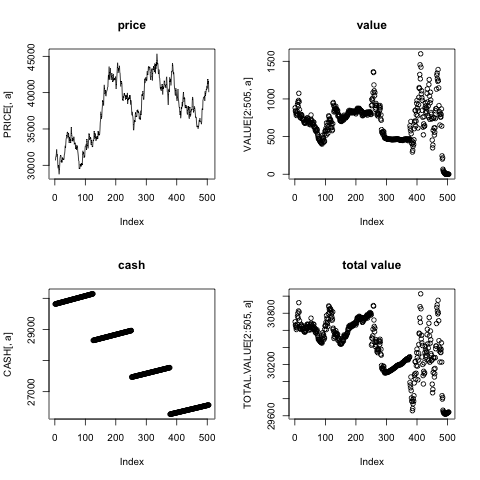 price
PRICE[, a]
30000 35000 40000 45000
0 100 200 300 400 500
Index
value
VALUE[2:505, a]
0 500 1000 1500
0 100 200 300 400 500
Index
cash
CASH[, a]
27000 29000
0 100 200 300 400 500
Index
total value
TOTAL.VALUE[2:505, a]
29600 30200 30800
0 100 200 300 400 500
Index